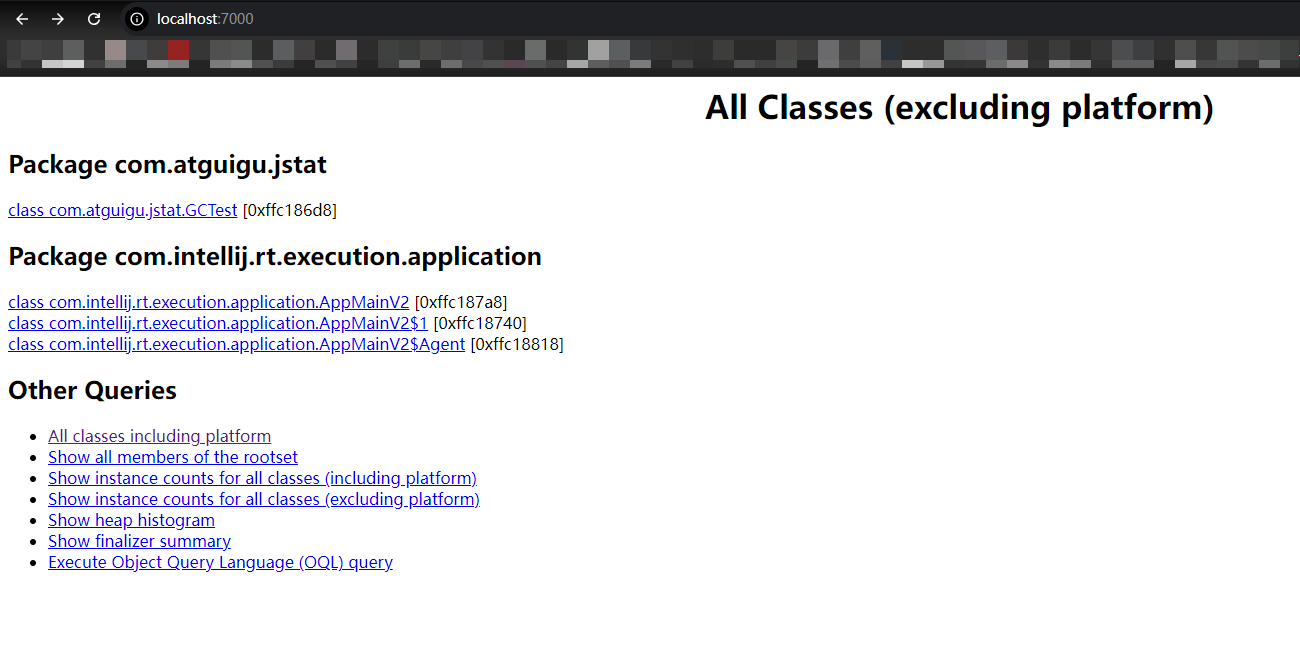 localhost:7000
All Classes (excluding platform)
Package com.atguigu.jstat
class com.atguigu.jstat.GCTest [0xffc186d8]
Package com.intellij.rt.execution.application
class com.intellij.rt.execution.application.AppMainV2 [0xffc187a8]
class com.intellij.rt.execution.application.AppMainV2$1 [0xffc18740]
class com.intellij.rt.execution.application.AppMainV2$Agent [0xffc18818]
Other Queries
• All classes including platform
• Show all members of the rootset
• Show instance counts for all classes (including platform)
• Show instance counts for all classes (excluding platform)
• Show heap histogram
• Show finalizer summary
• Execute Object Query Language (OQL) query